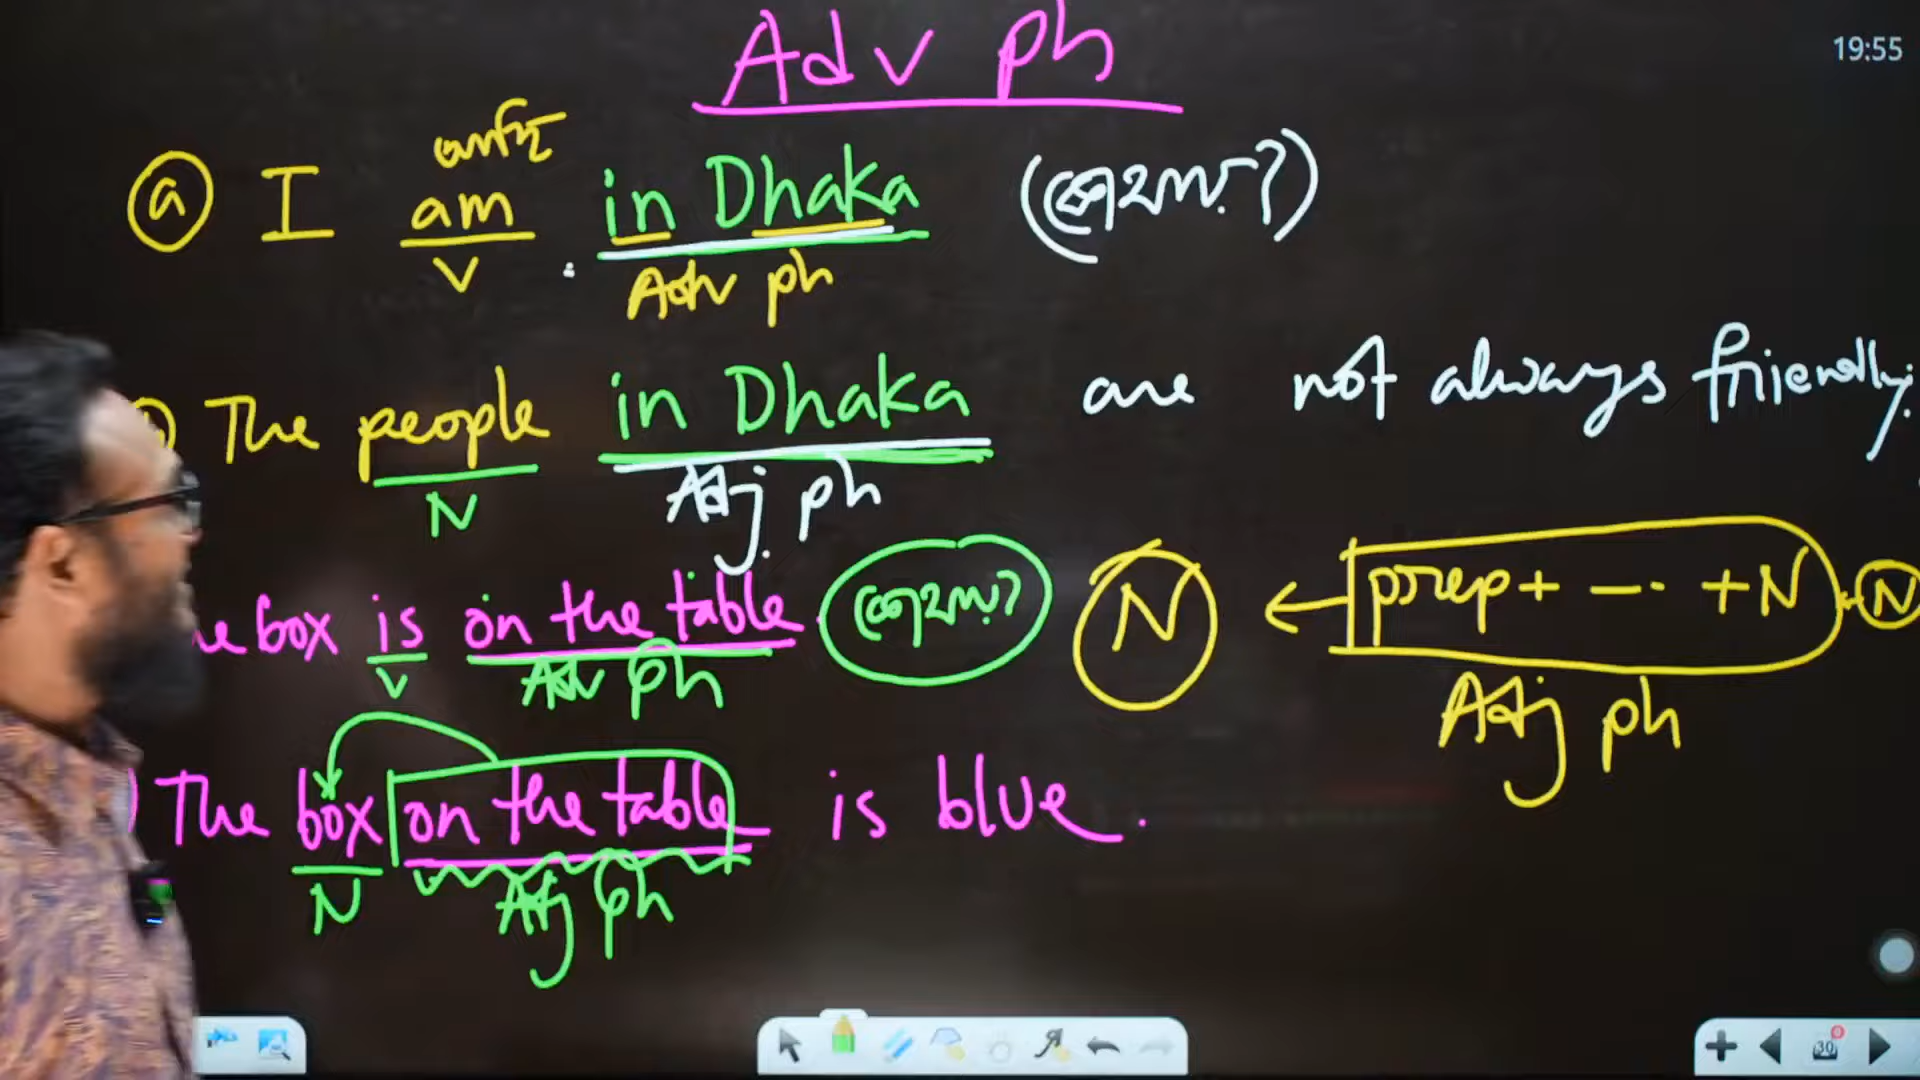 Adv ph
19:55
আছি
ⓐ I am in Dhaka (কোথায়?)
V Adv ph
The people in Dhaka are not always friendly.
N Adj ph
box is on the table. কোথায়? N ← prep + — .. + N N
V Adv ph Adj ph
The box on the table is blue.
N Adj ph
30